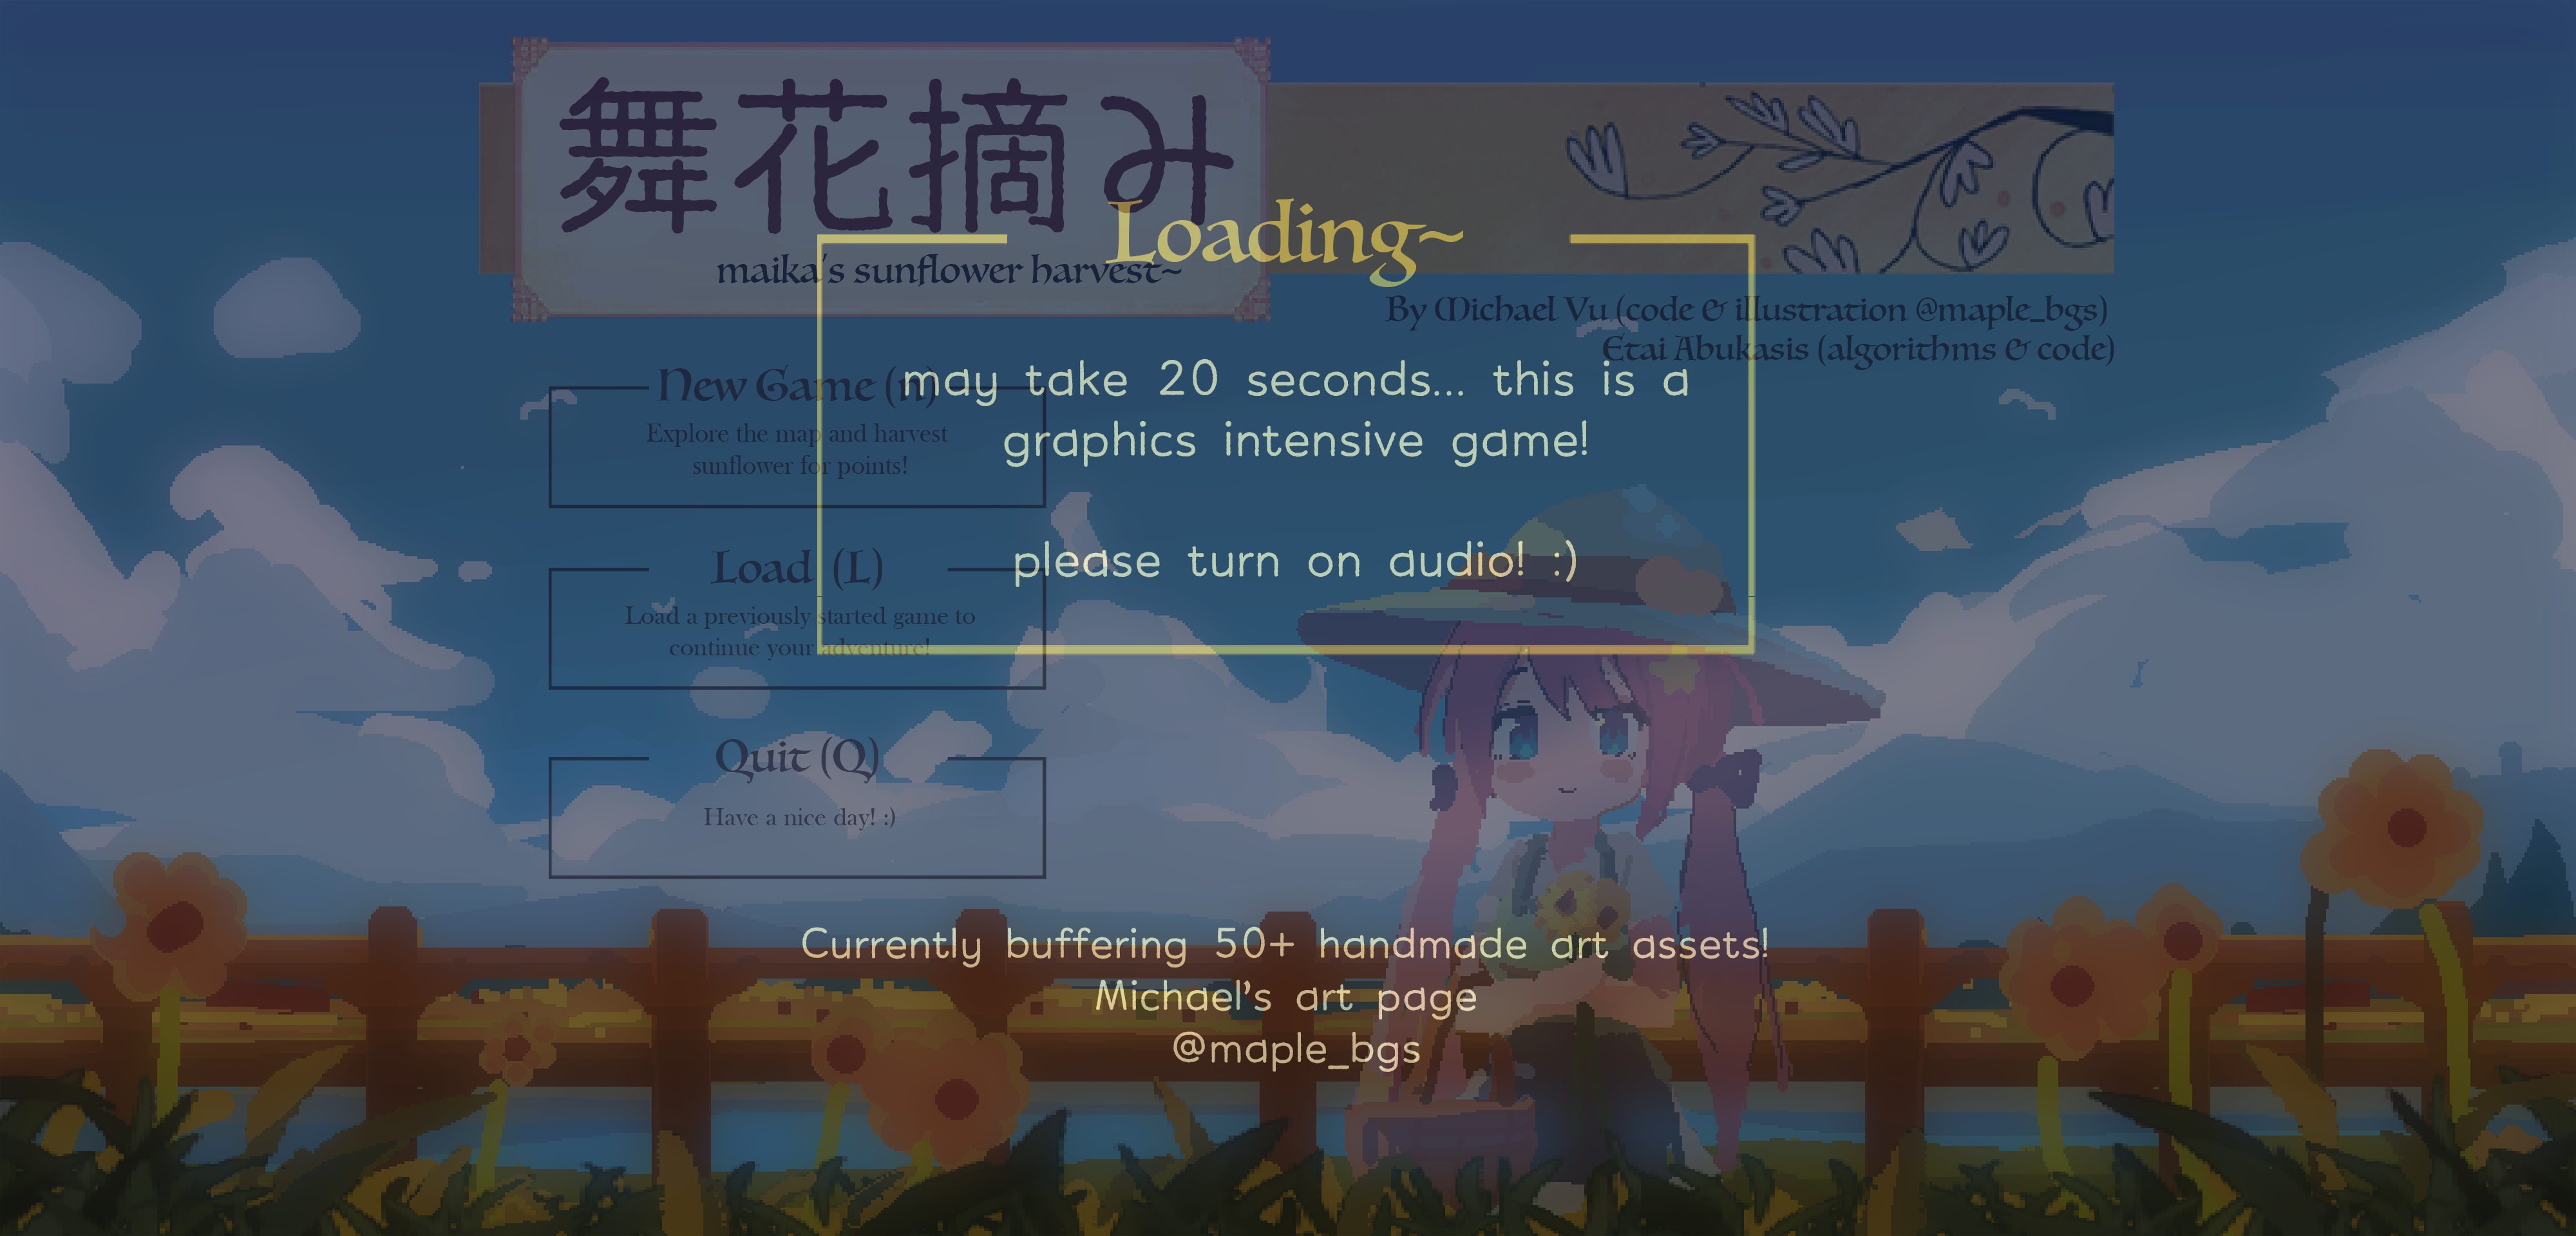 舞花摘み
maika's sunflower harvest~
By Michael Vu (code & illustration @maple_bgs)
Etai Abukasis (algorithms & code)
Loading~
may take 20 seconds... this is a
graphics intensive game!
please turn on audio! :)
New Game (n)
Explore the map and harvest
sunflower for points!
Load (L)
Load a previously started game to
continue your adventure!
Quit (Q)
Have a nice day! :)
Currently buffering 50+ handmade art assets!
Michael's art page
@maple_bgs